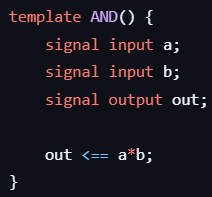 template AND() {
    signal input a;
    signal input b;
    signal output out;

    out <== a*b;
}